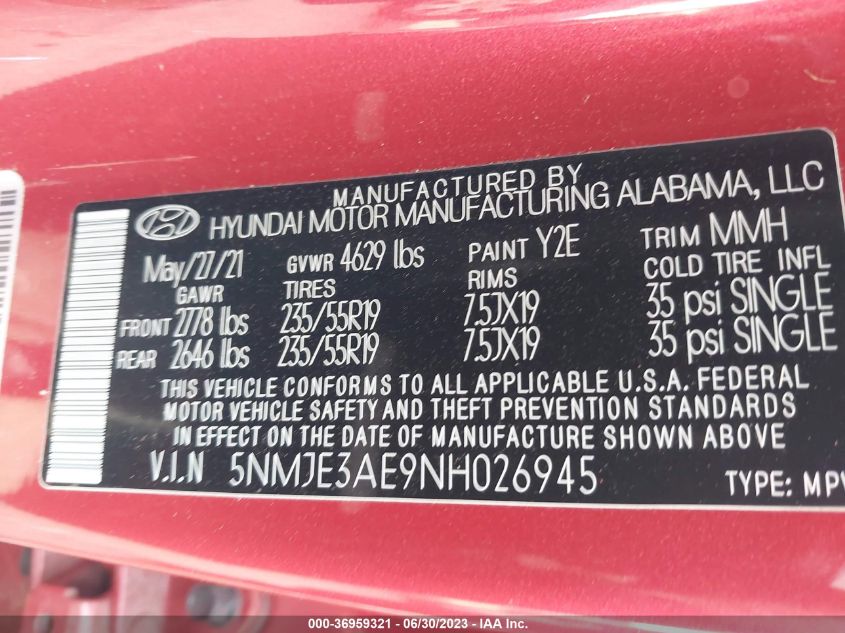 MANUFACTURED BY
HYUNDAI MOTOR MANUFACTURING ALABAMA, LLC
May/27/21 GVWR 4629 lbs PAINT Y2E TRIM MMH
GAWR TIRES RIMS COLD TIRE INFL
FRONT 2778 lbs 235/55R19 7.5JX19 35 psi SINGLE
REAR 2646 lbs 235/55R19 7.5JX19 35 psi SINGLE
THIS VEHICLE CONFORMS TO ALL APPLICABLE U.S.A. FEDERAL
MOTOR VEHICLE SAFETY AND THEFT PREVENTION STANDARDS
IN EFFECT ON THE DATE OF MANUFACTURE SHOWN ABOVE
V.I.N 5NMJE3AE9NH026945 TYPE: MPV
000-36959321 - 06/30/2023 - IAA Inc.